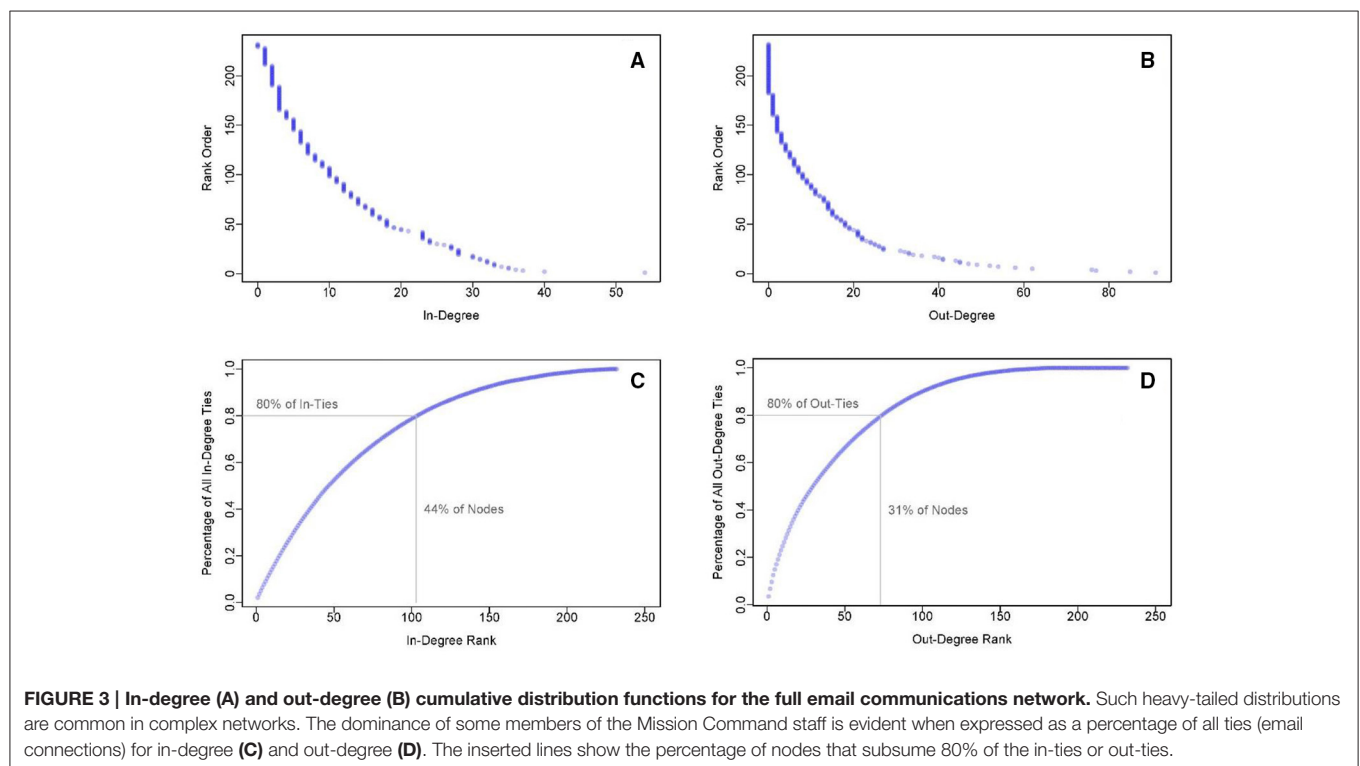 A
Rank Order
200
150
100
50
0
0 10 20 30 40 50
In-Degree
B
Rank Order
200
150
100
50
0
0 20 40 60 80
Out-Degree
C
Percentage of All In-Degree Ties
1.0
0.8
0.6
0.4
0.2
0.0
80% of In-Ties
44% of Nodes
0 50 100 150 200 250
In-Degree Rank
D
Percentage of All Out-Degree Ties
1.0
0.8
0.6
0.4
0.2
0.0
80% of Out-Ties
31% of Nodes
0 50 100 150 200 250
Out-Degree Rank
FIGURE 3 | In-degree (A) and out-degree (B) cumulative distribution functions for the full email communications network. Such heavy-tailed distributions
are common in complex networks. The dominance of some members of the Mission Command staff is evident when expressed as a percentage of all ties (email
connections) for in-degree (C) and out-degree (D). The inserted lines show the percentage of nodes that subsume 80% of the in-ties or out-ties.